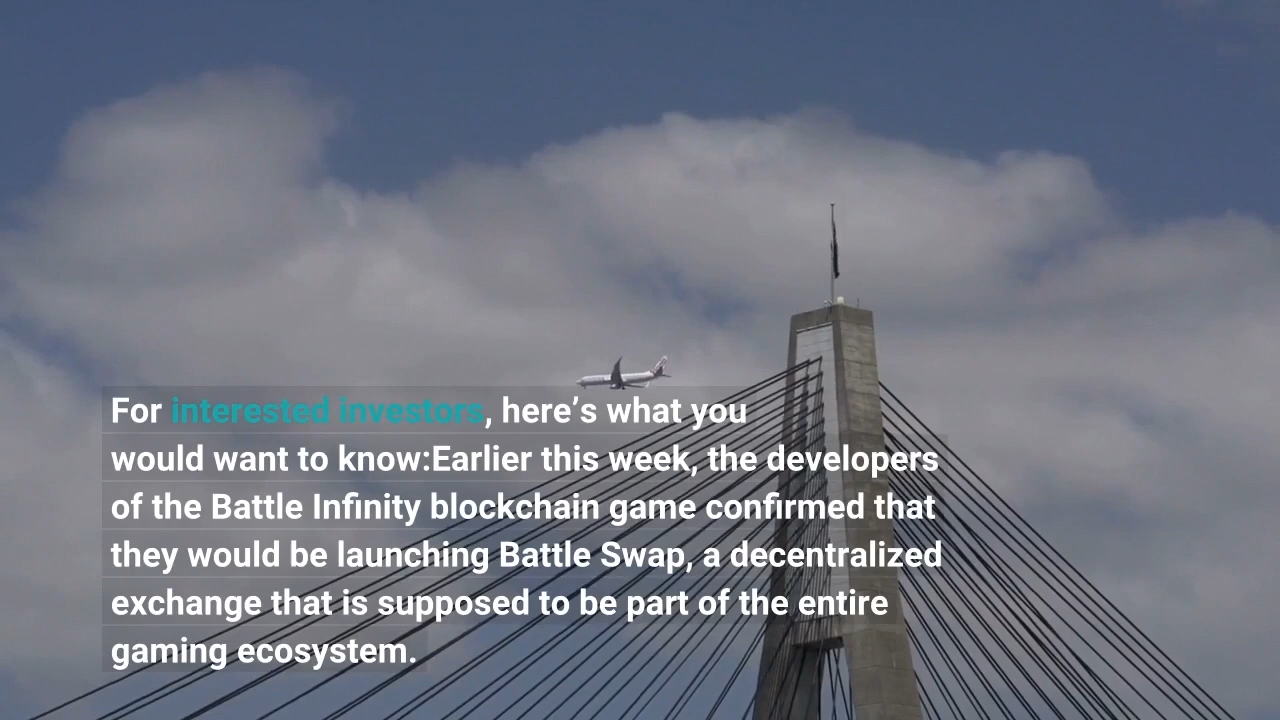 For interested investors, here’s what you
would want to know:Earlier this week, the developers
of the Battle Infinity blockchain game confirmed that
they would be launching Battle Swap, a decentralized
exchange that is supposed to be part of the entire
gaming ecosystem.